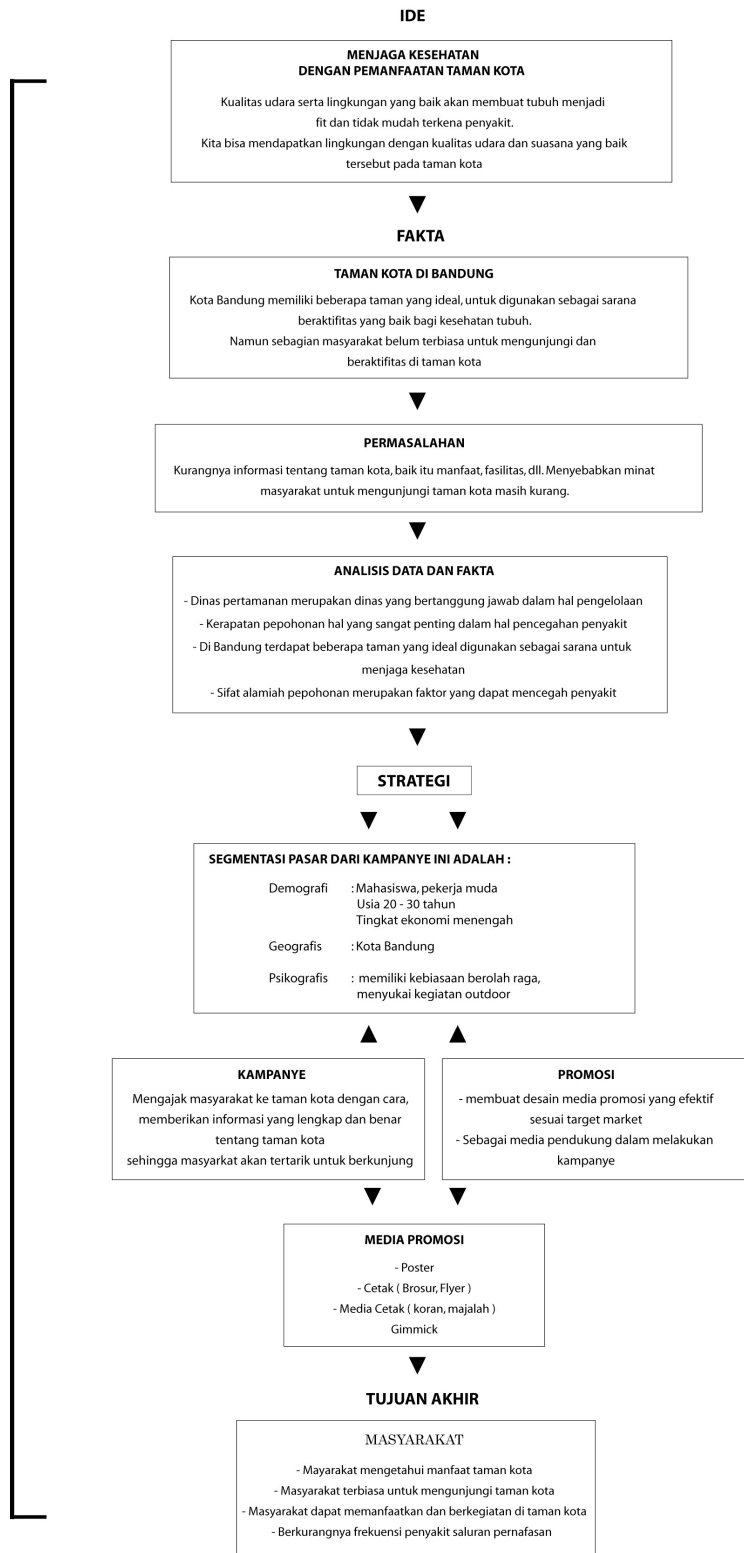 IDE
MENJAGA KESEHATAN
DENGAN PEMANFAATAN TAMAN KOTA
Kualitas udara serta lingkungan yang baik akan membuat tubuh menjadi
fit dan tidak mudah terkena penyakit.
Kita bisa mendapatkan lingkungan dengan kualitas udara dan suasana yang baik
tersebut pada taman kota
FAKTA
TAMAN KOTA DI BANDUNG
Kota Bandung memiliki beberapa taman yang ideal, untuk digunakan sebagai sarana
beraktifitas yang baik bagi kesehatan tubuh.
Namun sebagian masyarakat belum terbiasa untuk mengunjungi dan
beraktifitas di taman kota
PERMASALAHAN
Kurangnya informasi tentang taman kota, baik itu manfaat, fasilitas, dll. Menyebabkan minat
masyarakat untuk mengunjungi taman kota masih kurang.
ANALISIS DATA DAN FAKTA
- Dinas pertamanan merupakan dinas yang bertanggung jawab dalam hal pengelolaan
- Kerapatan pepohonan hal yang sangat penting dalam hal pencegahan penyakit
- Di Bandung terdapat beberapa taman yang ideal digunakan sebagai sarana untuk
menjaga kesehatan
- Sifat alamiah pepohonan merupakan faktor yang dapat mencegah penyakit
STRATEGI
SEGMENTASI PASAR DARI KAMPANYE INI ADALAH :
Demografi : Mahasiswa, pekerja muda
Usia 20 - 30 tahun
Tingkat ekonomi menengah
Geografis : Kota Bandung
Psikografis : memiliki kebiasaan berolah raga,
menyukai kegiatan outdoor
KAMPANYE
Mengajak masyarakat ke taman kota dengan cara,
memberikan informasi yang lengkap dan benar
tentang taman kota
sehingga masyarkat akan tertarik untuk berkunjung
PROMOSI
- membuat desain media promosi yang efektif
sesuai target market
- Sebagai media pendukung dalam melakukan
kampanye
MEDIA PROMOSI
- Poster
- Cetak ( Brosur, Flyer )
- Media Cetak ( koran, majalah )
Gimmick
TUJUAN AKHIR
MASYARAKAT
- Mayarakat mengetahui manfaat taman kota
- Masyarakat terbiasa untuk mengunjungi taman kota
- Masyarakat dapat memanfaatkan dan berkegiatan di taman kota
- Berkurangnya frekuensi penyakit saluran pernafasan